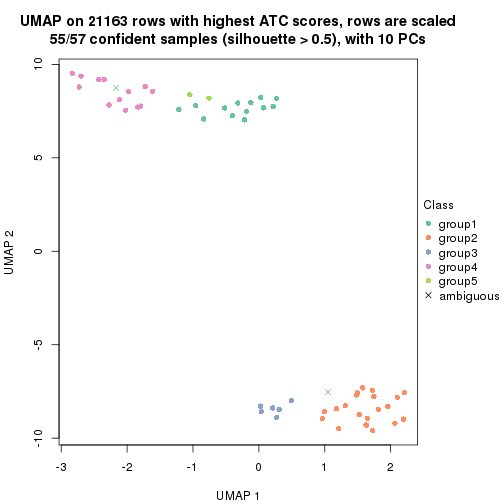 UMAP on 21163 rows with highest ATC scores, rows are scaled
55/57 confident samples (silhouette > 0.5), with 10 PCs
10
5
0
-5
-10
UMAP 2
-3
-2
-1
0
1
2
UMAP 1
Class
group1
group2
group3
group4
group5
ambiguous